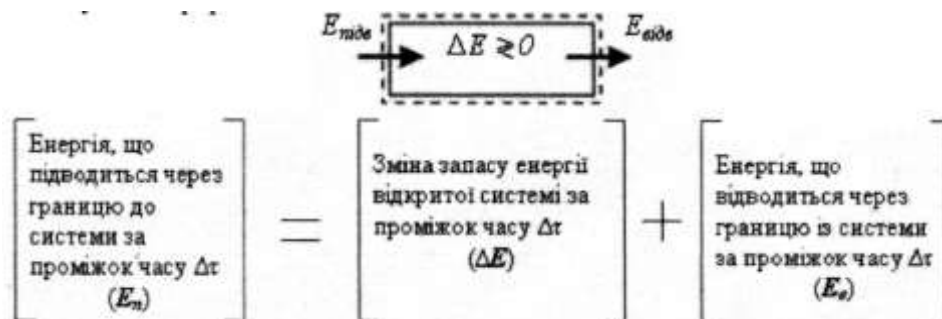 Eпідв
ΔE ≷ 0
Eвідв
Енергія, що
підводиться через
границю до
системи за
проміжок часу Δτ
(Eп)
=
Зміна запасу енергії
відкритої системі за
проміжок часу Δτ
(ΔE)
+
Енергія, що
відводиться через
границю із системи
за проміжок часу Δτ
(Eв)